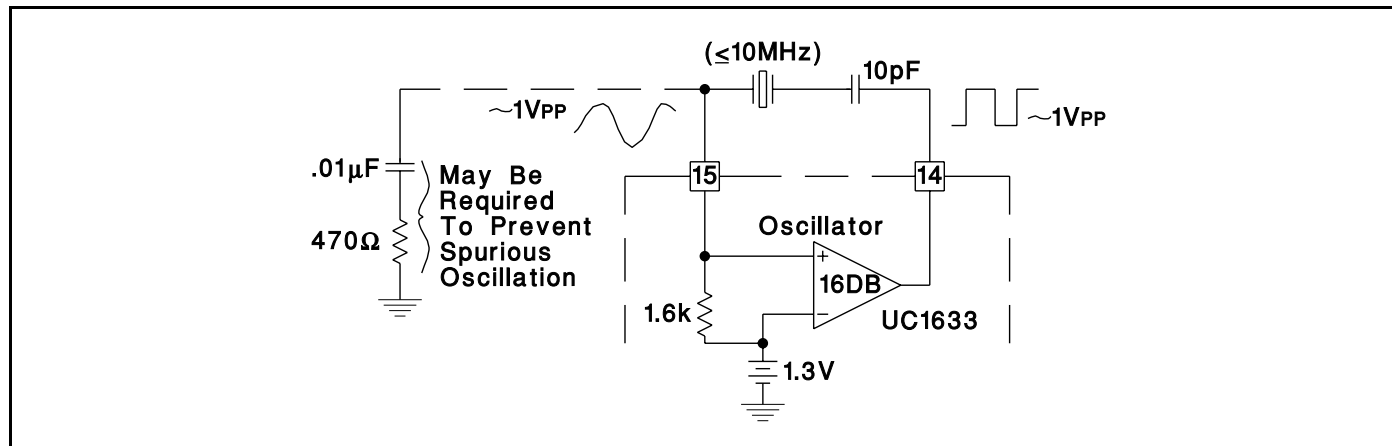 (≤10MHz)
10pF
~1VPP
~1VPP
.01µF
May Be
Required
To Prevent
Spurious
Oscillation
470Ω
15
14
Oscillator
+
16DB
−
1.6k
UC1633
1.3V